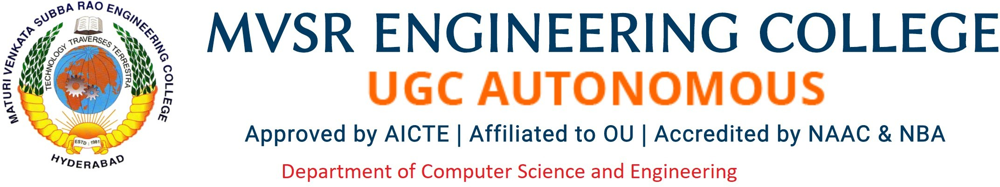 MATURI VENKATA SUBBA RAO ENGINEERING COLLEGE
TECHNOLOGY TRAVERSES TERRESTRA
ESTD : 1981
HYDERABAD
MVSR ENGINEERING COLLEGE
UGC AUTONOMOUS
Approved by AICTE | Affiliated to OU | Accredited by NAAC & NBA
Department of Computer Science and Engineering